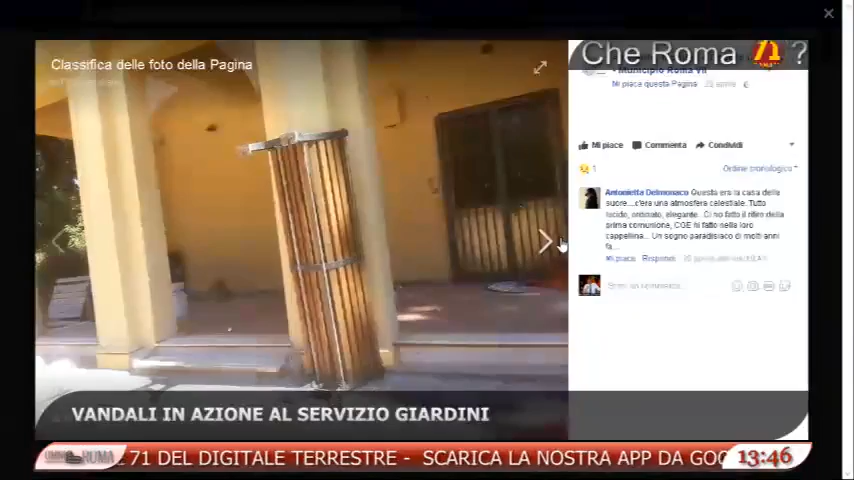 Classifica delle foto della Pagina
Che Roma 71 ?
Municipio Roma VII
Mi piace questa Pagina
Mi piace Commenta Condividi
1
Ordine cronologico
Antonietta Delmonaco Questa era la casa delle
suore...c'era una atmosfera celestiale. Tutto
lucido, ordinato, elegante. Ci ho fatto il ritiro della
prima comunione, CGE hi fatto nella loro
cappellina... Un sogno paradisiaco di molti anni
fa...
Mi piace Rispondi
VANDALI IN AZIONE AL SERVIZIO GIARDINI
ROMA E 71 DEL DIGITALE TERRESTRE - SCARICA LA NOSTRA APP DA GOO 13:46